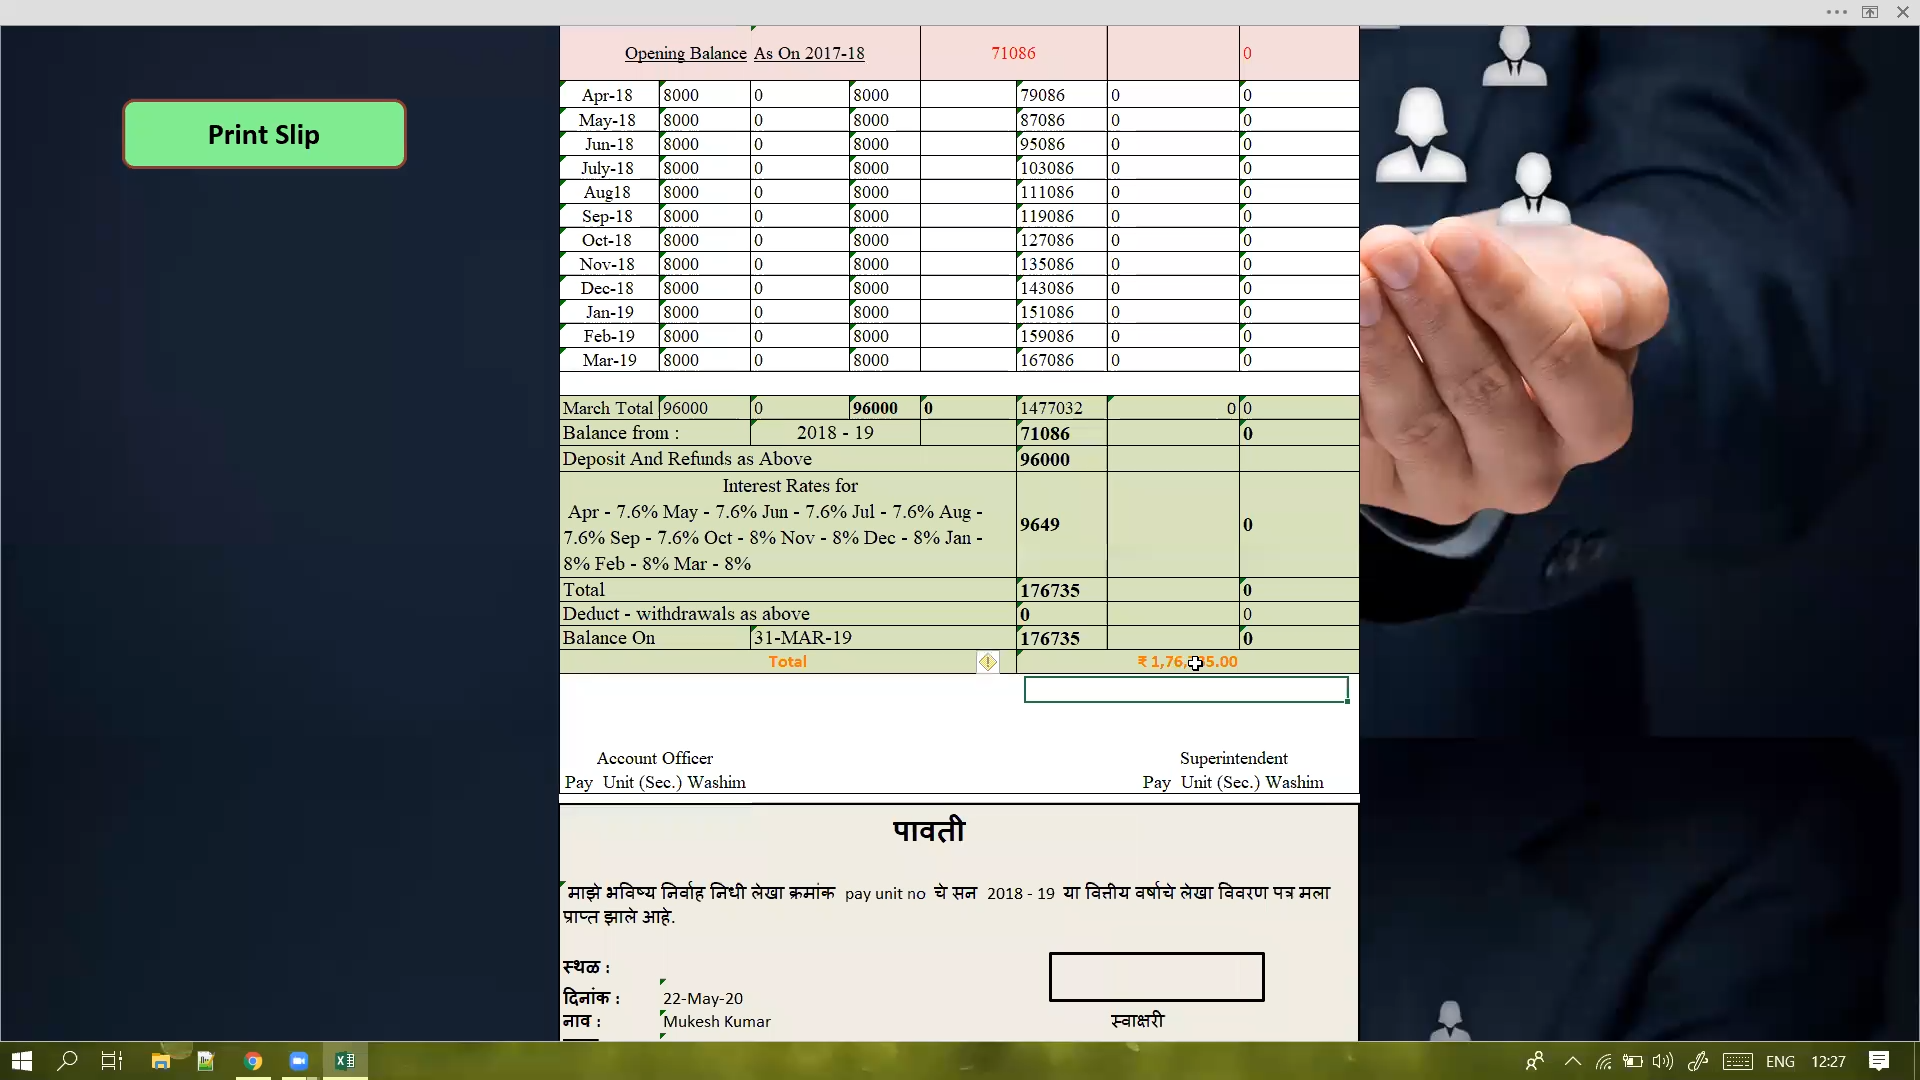 Opening Balance As On 2017-18 71086 0
Print Slip
Apr-18 8000 0 8000 79086 0 0
May-18 8000 0 8000 87086 0 0
Jun-18 8000 0 8000 95086 0 0
July-18 8000 0 8000 103086 0 0
Aug18 8000 0 8000 111086 0 0
Sep-18 8000 0 8000 119086 0 0
Oct-18 8000 0 8000 127086 0 0
Nov-18 8000 0 8000 135086 0 0
Dec-18 8000 0 8000 143086 0 0
Jan-19 8000 0 8000 151086 0 0
Feb-19 8000 0 8000 159086 0 0
Mar-19 8000 0 8000 167086 0 0
March Total 96000 0 96000 0 1477032 0 0
Balance from : 2018 - 19 71086 0
Deposit And Refunds as Above 96000
Interest Rates for
Apr - 7.6% May - 7.6% Jun - 7.6% Jul - 7.6% Aug -
7.6% Sep - 7.6% Oct - 8% Nov - 8% Dec - 8% Jan -
8% Feb - 8% Mar - 8%
9649 0
Total 176735 0
Deduct - withdrawals as above 0 0
Balance On 31-MAR-19 176735 0
Total
Account Officer Superintendent
Pay Unit (Sec.) Washim Pay Unit (Sec.) Washim
पावती
माझे भविष्य निर्वाह निधी लेखा क्रमांक pay unit no चे सन 2018 - 19 या वित्तीय वर्षाचे लेखा विवरण पत्र मला
प्राप्त झाले आहे.
स्थळ :
दिनांक : 22-May-20
नाव : Mukesh Kumar स्वाक्षरी
ENG 12:27